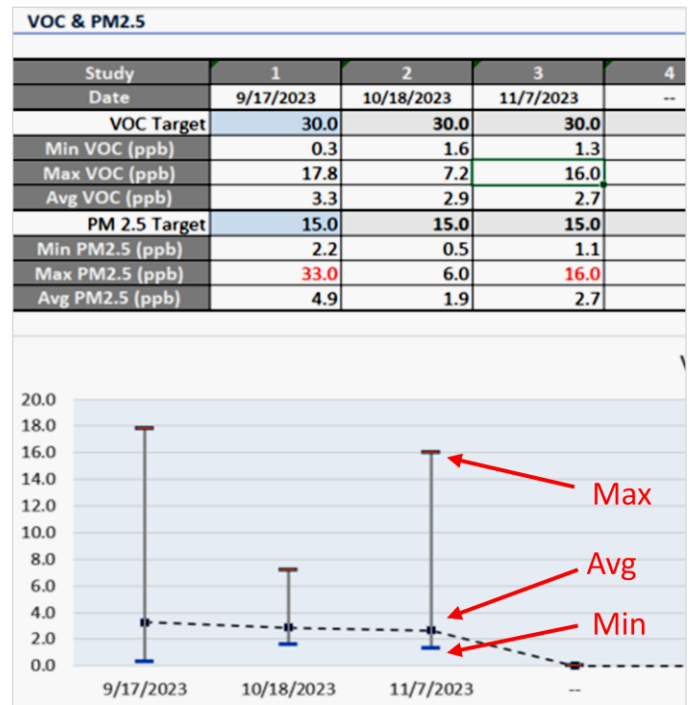 VOC & PM2.5
Study 1 2 3 4
Date 9/17/2023 10/18/2023 11/7/2023 --
VOC Target 30.0 30.0 30.0
Min VOC (ppb) 0.3 1.6 1.3
Max VOC (ppb) 17.8 7.2 16.0
Avg VOC (ppb) 3.3 2.9 2.7
PM 2.5 Target 15.0 15.0 15.0
Min PM2.5 (ppb) 2.2 0.5 1.1
Max PM2.5 (ppb) 33.0 6.0 16.0
Avg PM2.5 (ppb) 4.9 1.9 2.7
20.0
18.0
16.0
14.0
12.0
10.0
8.0
6.0
4.0
2.0
0.0
Max
Avg
Min
9/17/2023 10/18/2023 11/7/2023 --